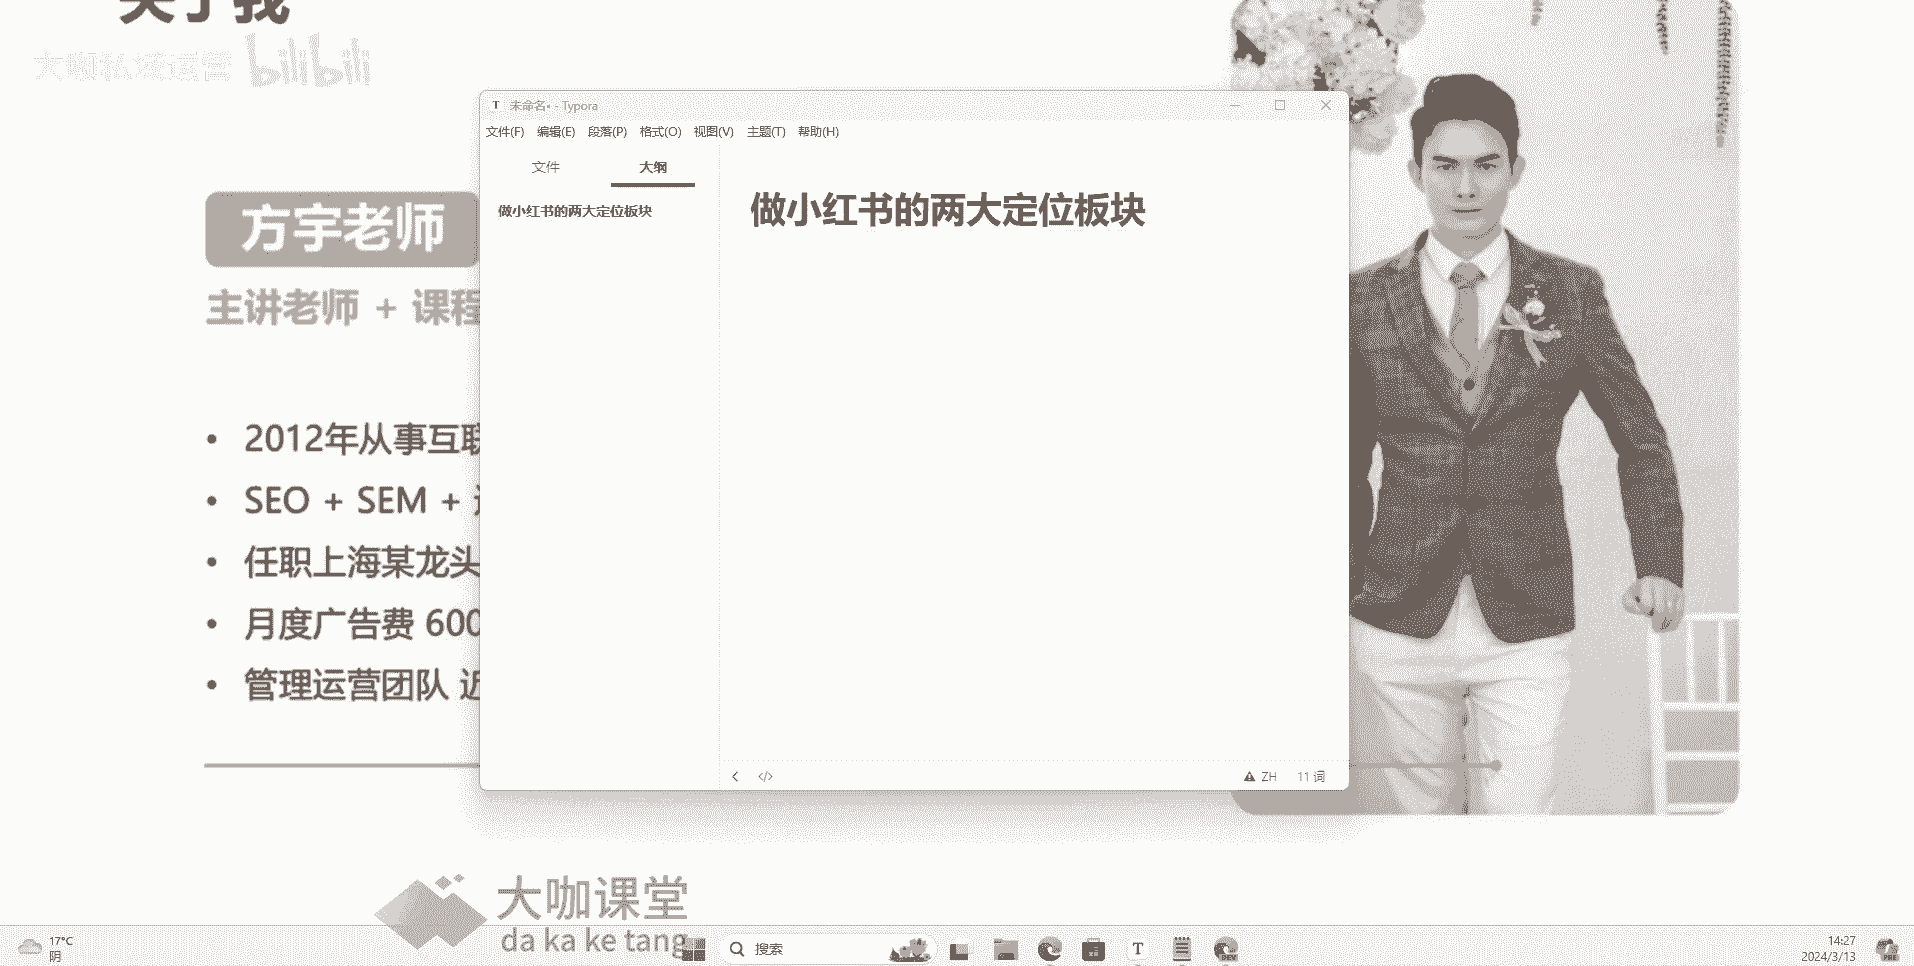 关于我
大咖私域运营 bilibili
未命名• - Typora
文件(F) 编辑(E) 段落(P) 格式(O) 视图(V) 主题(T) 帮助(H)
文件 大纲
做小红书的两大定位板块
做小红书的两大定位板块
方宇老师
主讲老师 + 课程
2012年从事互联
SEO + SEM +
任职上海某龙头
月度广告费 600
管理运营团队 近
ZH 11 词
大咖课堂
da ka ke tang
17°C
阴
搜索
14:27
2024/3/13